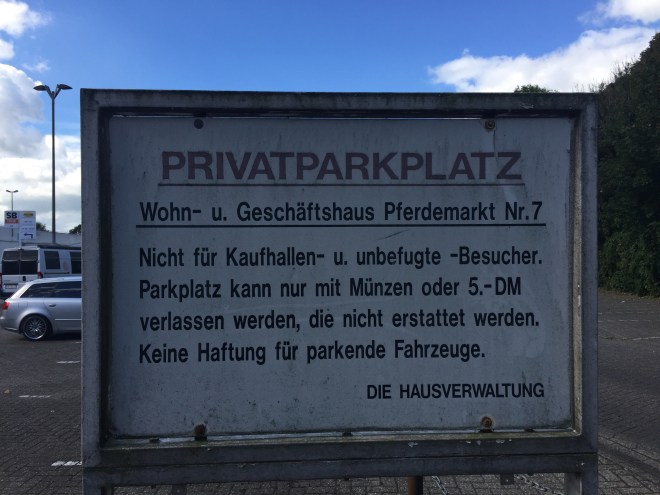 PRIVATPARKPLATZ
Wohn- u. Geschäftshaus Pferdemarkt Nr.7
Nicht für Kaufhallen- u. unbefugte -Besucher.
Parkplatz kann nur mit Münzen oder 5.-DM
verlassen werden, die nicht erstattet werden.
Keine Haftung für parkende Fahrzeuge.
DIE HAUSVERWALTUNG
SB